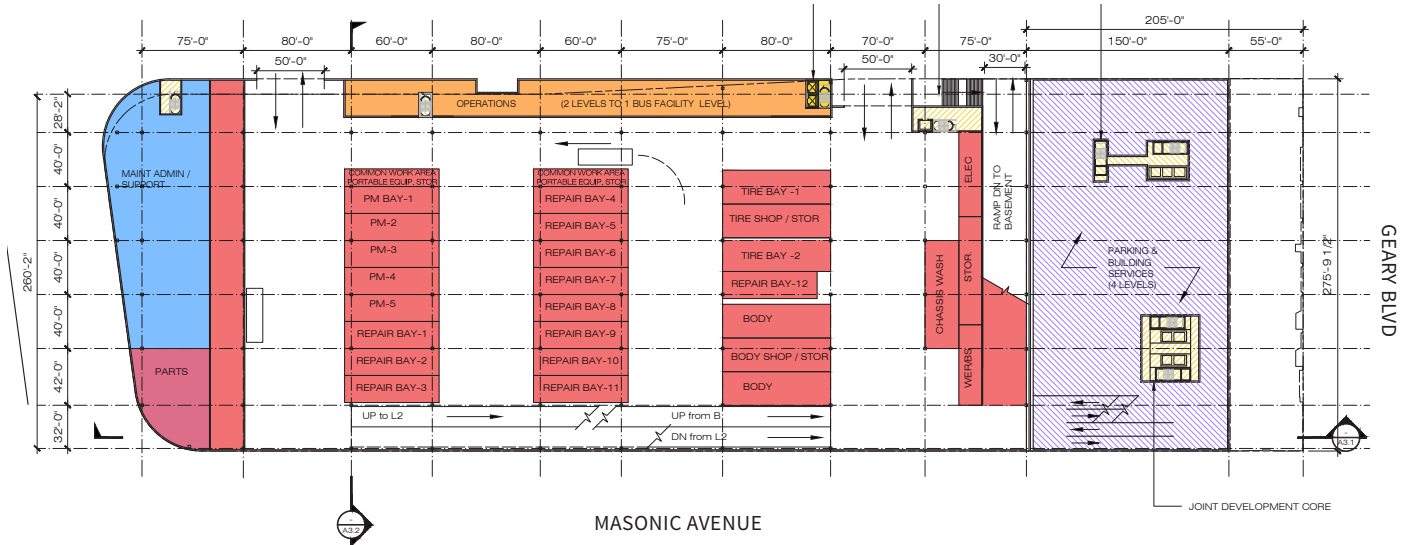 205'-0"
75'-0"
80'-0"
60'-0"
80'-0"
60'-0"
75'-0"
80'-0"
70'-0"
75'-0"
150'-0"
55'-0"
50'-0"
50'-0"
30'-0"
28'-2"
40'-0"
40'-0"
40'-0"
40'-0"
42'-0"
32'-0"
260'-2"
275'-9 1/2"
OPERATIONS
(2 LEVELS TO 1 BUS FACILITY LEVEL)
MAINT ADMIN /
SUPPORT
PARTS
COMMON WORK AREA
PORTABLE EQUIP, STOR
PM BAY-1
PM-2
PM-3
PM-4
PM-5
REPAIR BAY-1
REPAIR BAY-2
REPAIR BAY-3
COMMON WORK AREA
PORTABLE EQUIP, STOR
REPAIR BAY-4
REPAIR BAY-5
REPAIR BAY-6
REPAIR BAY-7
REPAIR BAY-8
REPAIR BAY-9
REPAIR BAY-10
REPAIR BAY-11
TIRE BAY -1
TIRE SHOP / STOR
TIRE BAY -2
REPAIR BAY-12
BODY
BODY SHOP / STOR
BODY
CHASSIS WASH
ELEC
STOR.
WER/BS
RAMP DN TO
BASEMENT
PARKING &
BUILDING
SERVICES
(4 LEVELS)
UP to L2
UP from B
DN from L2
GEARY BLVD
A3.1
JOINT DEVELOPMENT CORE
A3.2
MASONIC AVENUE